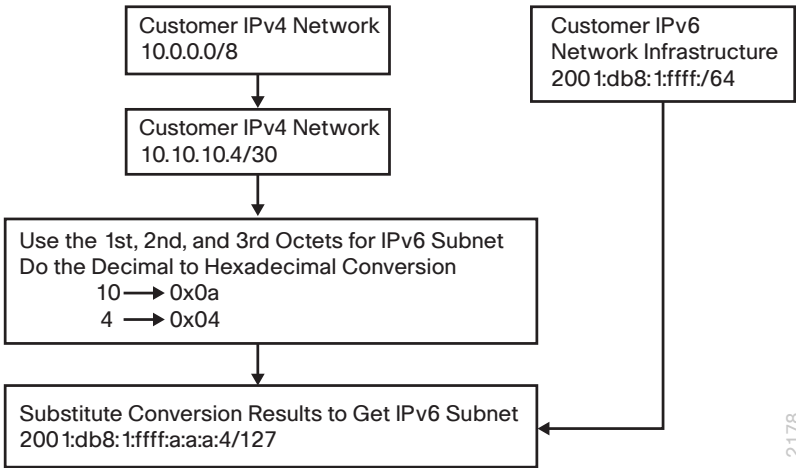 Customer IPv4 Network
10.0.0.0/8
Customer IPv6
Network Infrastructure
2001:db8:1:ffff:/64
Customer IPv4 Network
10.10.10.4/30
Use the 1st, 2nd, and 3rd Octets for IPv6 Subnet
Do the Decimal to Hexadecimal Conversion
10 → 0x0a
4 → 0x04
Substitute Conversion Results to Get IPv6 Subnet
2001:db8:1:ffff:a:a:a:4/127
2178